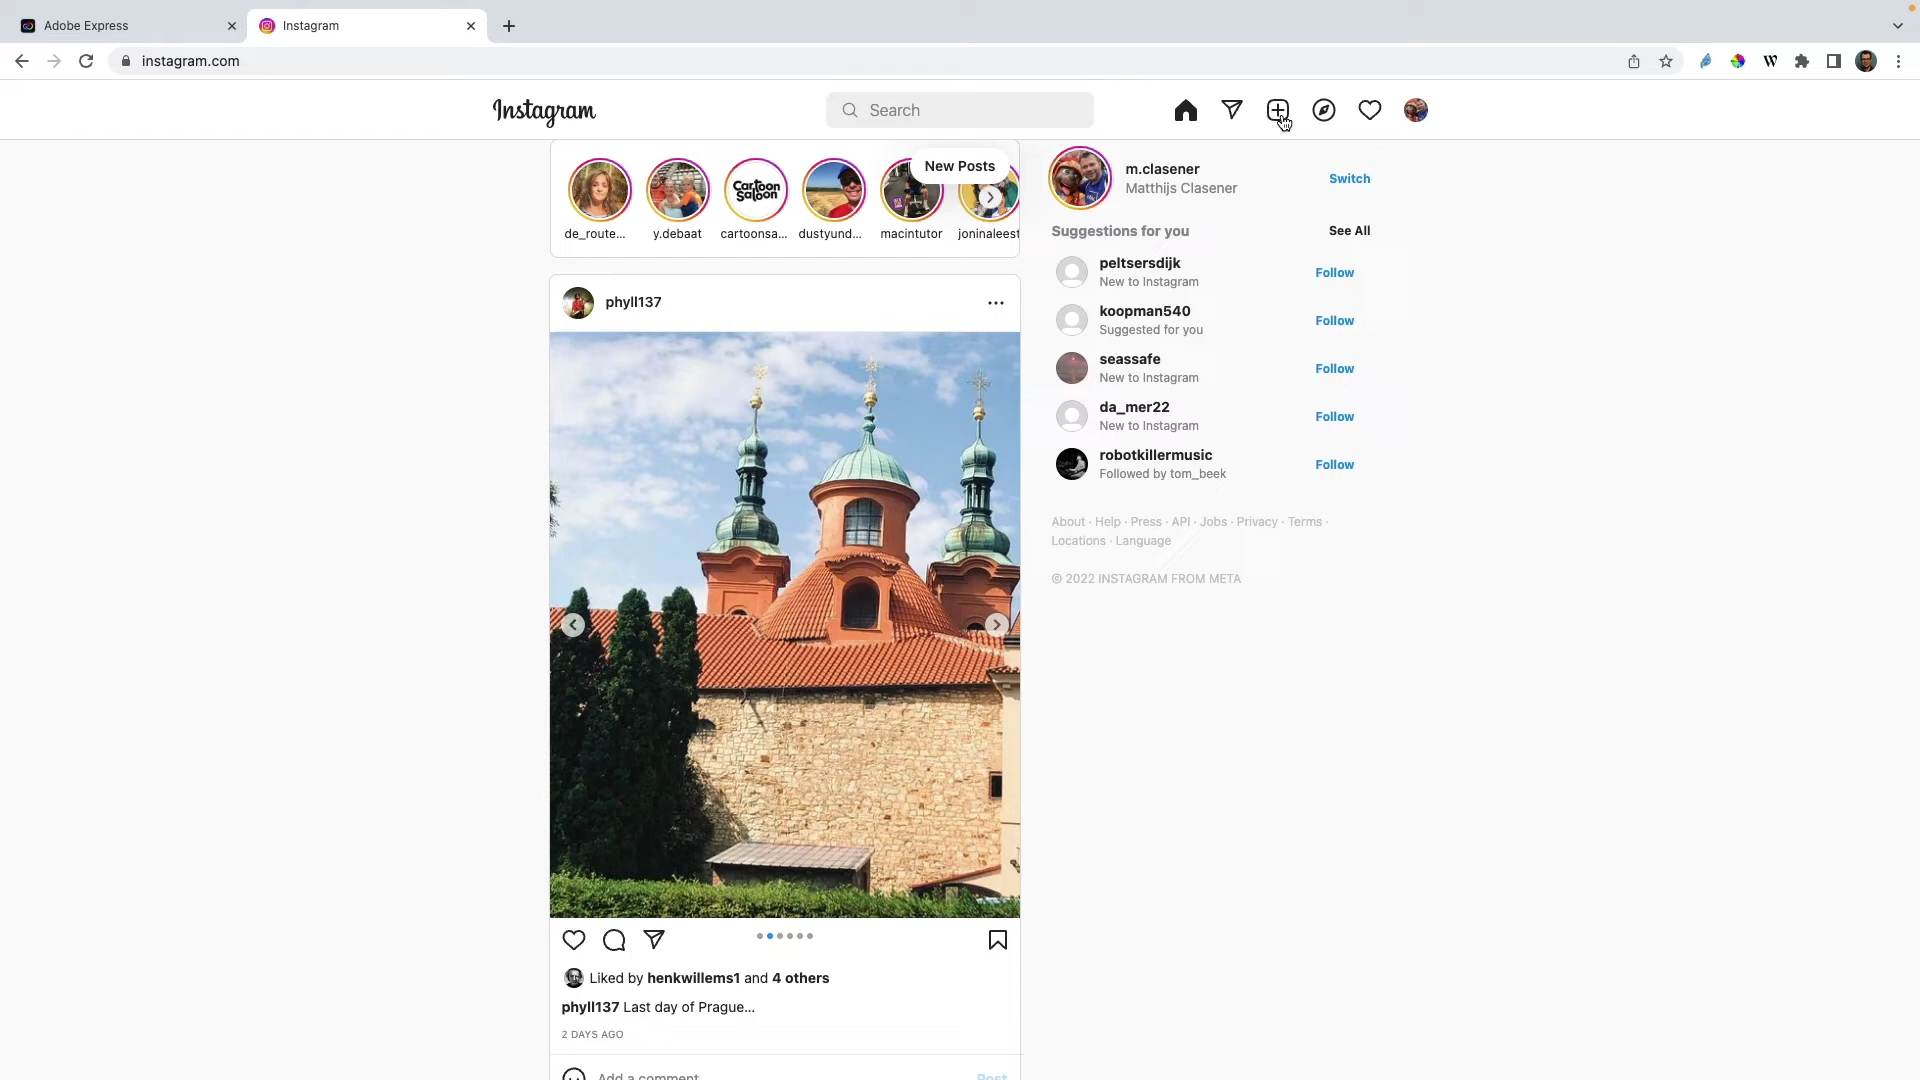 Adobe Express
Instagram
instagram.com
Instagram
Search
New Posts
Cartoon
Saloon
de_route...
y.debaat
cartoonsa...
dustyund...
macintutor
joninaleest
m.clasener
Matthijs Clasener
Switch
Suggestions for you
See All
peltsersdijk
New to Instagram
Follow
koopman540
Suggested for you
Follow
seassafe
New to Instagram
Follow
da_mer22
New to Instagram
Follow
robotkillermusic
Followed by tom_beek
Follow
About · Help · Press · API · Jobs · Privacy · Terms ·
Locations · Language
© 2022 INSTAGRAM FROM META
phyll137
Liked by henkwillems1 and 4 others
phyll137 Last day of Prague...
2 DAYS AGO
Add a comment...
Post